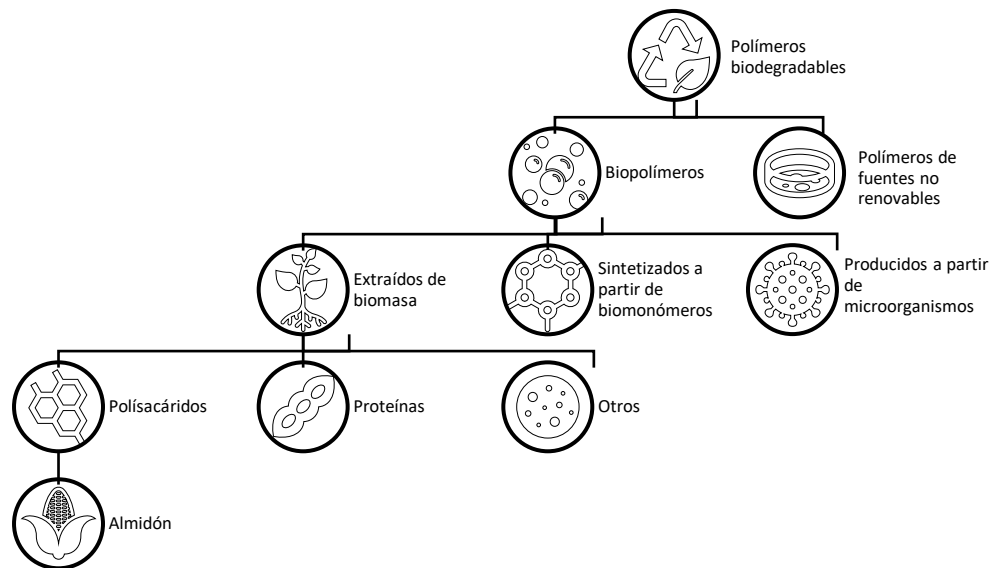 Polímeros
biodegradables
Biopolímeros
Polímeros de
fuentes no
renovables
Extraídos de
biomasa
Sintetizados a
partir de
biomonómeros
Producidos a partir
de
microorganismos
Polísacáridos
Proteínas
Otros
Almidón